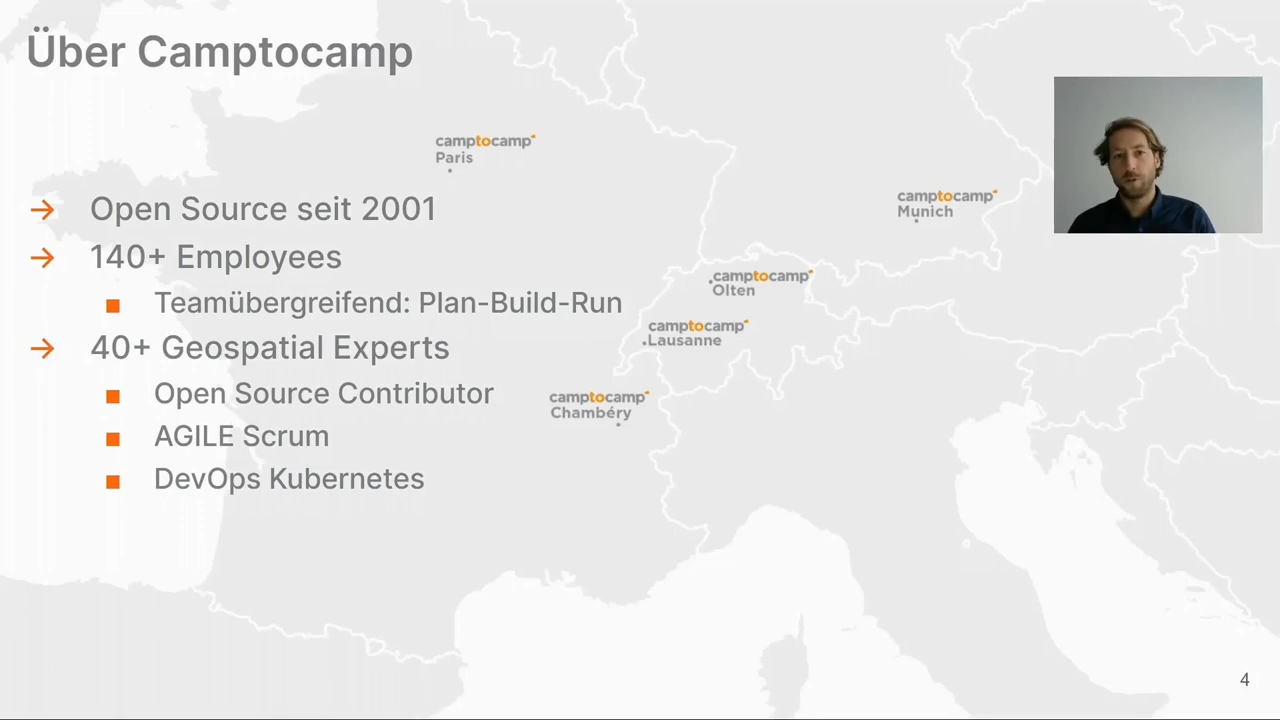 Über Camptocamp
camptocamp
Paris
Open Source seit 2001
camptocamp
Munich
140+ Employees
camptocamp
Olten
Teamübergreifend: Plan-Build-Run
camptocamp
Lausanne
40+ Geospatial Experts
Open Source Contributor
camptocamp
Chambéry
AGILE Scrum
DevOps Kubernetes
4